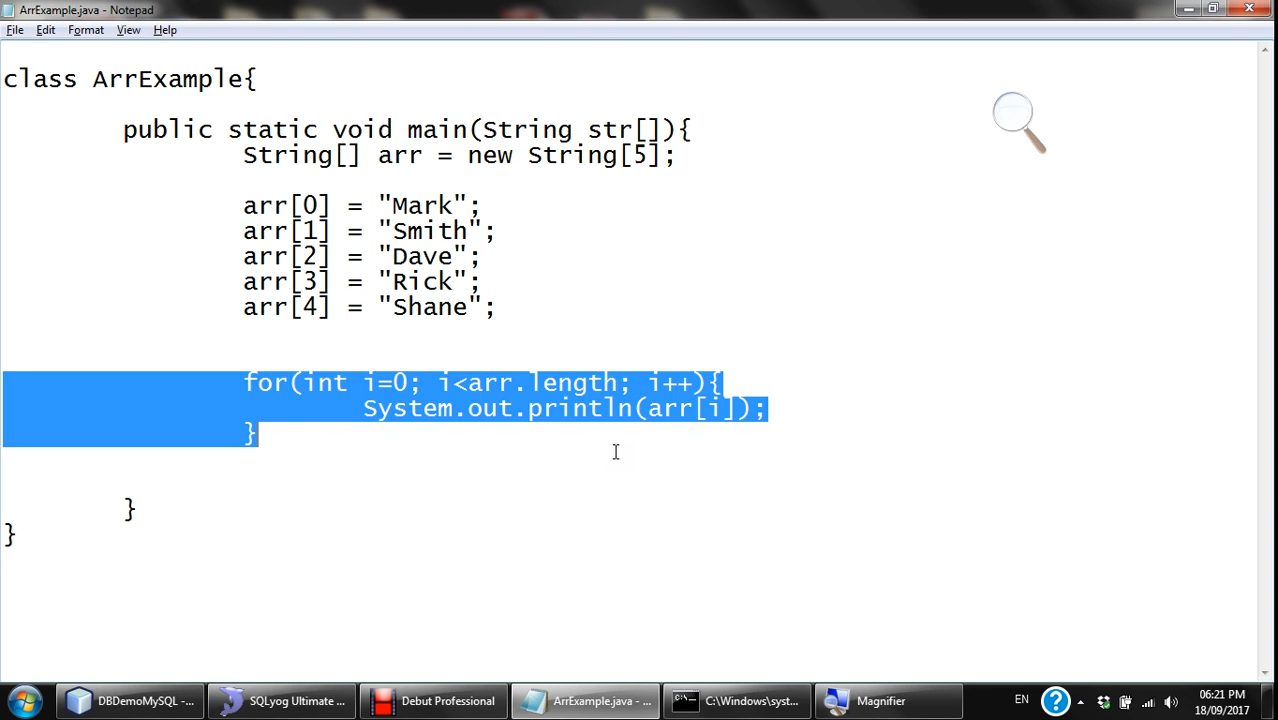 ArrExample.java - Notepad
File Edit Format View Help
class ArrExample{
public static void main(String str[]){
String[] arr = new String[5];
arr[0] = "Mark";
arr[1] = "Smith";
arr[2] = "Dave";
arr[3] = "Rick";
arr[4] = "Shane";
for(int i=0; i<arr.length; i++){
System.out.println(arr[i]);
}
}
}
DBDemoMySQL -... SQLyog Ultimate ... Debut Professional ArrExample.java - ... C:\Windows\syst... Magnifier EN ? 06:21 PM
18/09/2017